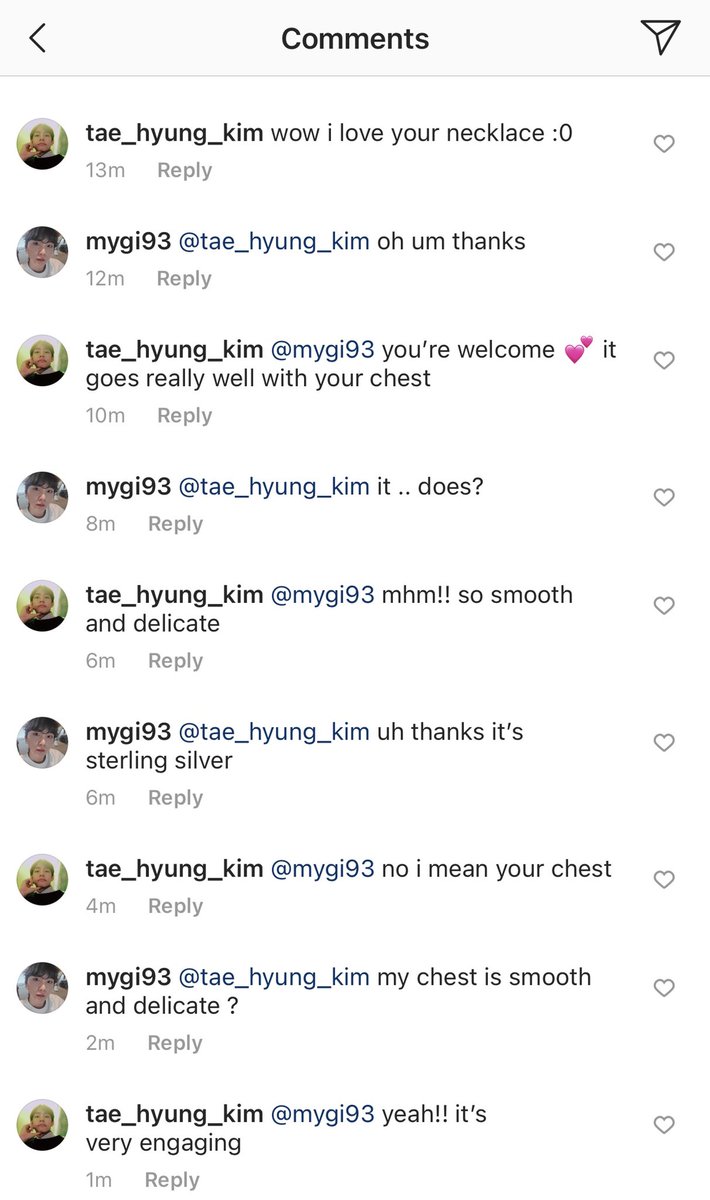 Comments
tae_hyung_kim wow i love your necklace :0
13m Reply
mygi93 @tae_hyung_kim oh um thanks
12m Reply
tae_hyung_kim @mygi93 you’re welcome 💕 it
goes really well with your chest
10m Reply
mygi93 @tae_hyung_kim it .. does?
8m Reply
tae_hyung_kim @mygi93 mhm!! so smooth
and delicate
6m Reply
mygi93 @tae_hyung_kim uh thanks it’s
sterling silver
6m Reply
tae_hyung_kim @mygi93 no i mean your chest
4m Reply
mygi93 @tae_hyung_kim my chest is smooth
and delicate ?
2m Reply
tae_hyung_kim @mygi93 yeah!! it’s
very engaging
1m Reply